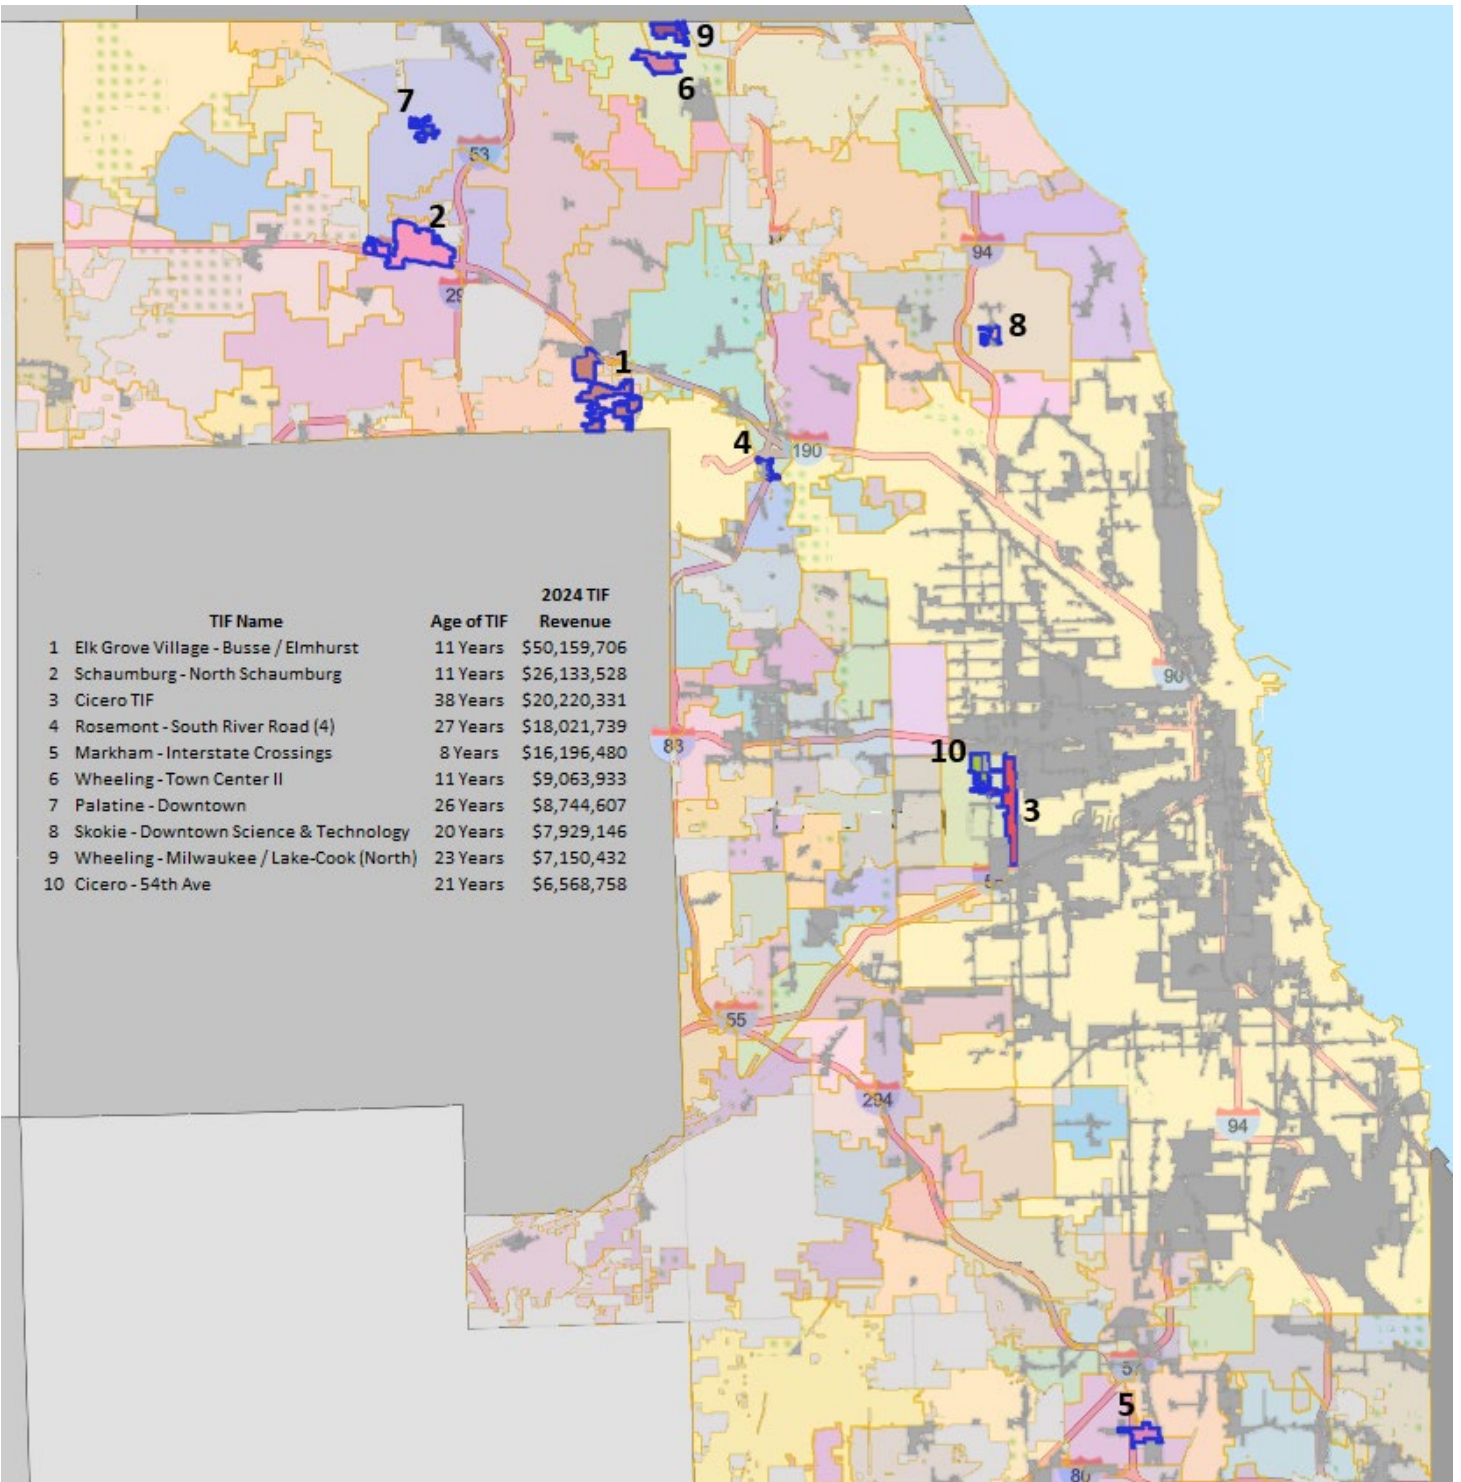 9
6
7
53
2
94
29
8
1
4
190
2024 TIF
TIF Name Age of TIF Revenue
1 Elk Grove Village - Busse / Elmhurst 11 Years $50,159,706
2 Schaumburg - North Schaumburg 11 Years $26,133,528
3 Cicero TIF 38 Years $20,220,331
4 Rosemont - South River Road (4) 27 Years $18,021,739
5 Markham - Interstate Crossings 8 Years $16,196,480
6 Wheeling - Town Center II 11 Years $9,063,933
7 Palatine - Downtown 26 Years $8,744,607
8 Skokie - Downtown Science & Technology 20 Years $7,929,146
9 Wheeling - Milwaukee / Lake-Cook (North) 23 Years $7,150,432
10 Cicero - 54th Ave 21 Years $6,568,758
90
88
10
3
55
294
94
57
5
80